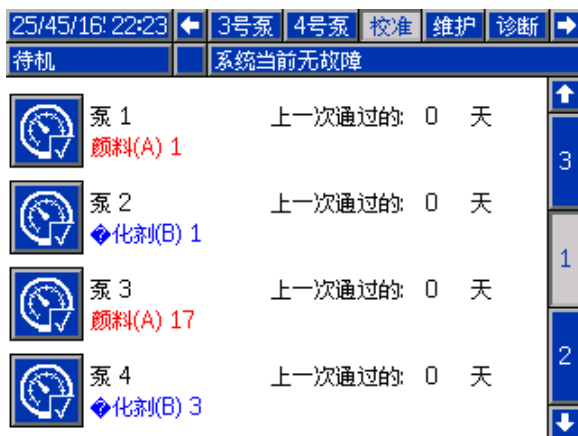 25/45/16! 22:23 3号泵 4号泵 校准 维护 诊断
待机 系统当前无故障
泵 1 上一次通过的: 0 天
颜料(A) 1
泵 2 上一次通过的: 0 天
�化剂(B) 1
泵 3 上一次通过的: 0 天
颜料(A) 17
泵 4 上一次通过的: 0 天
�化剂(B) 3
3
1
2